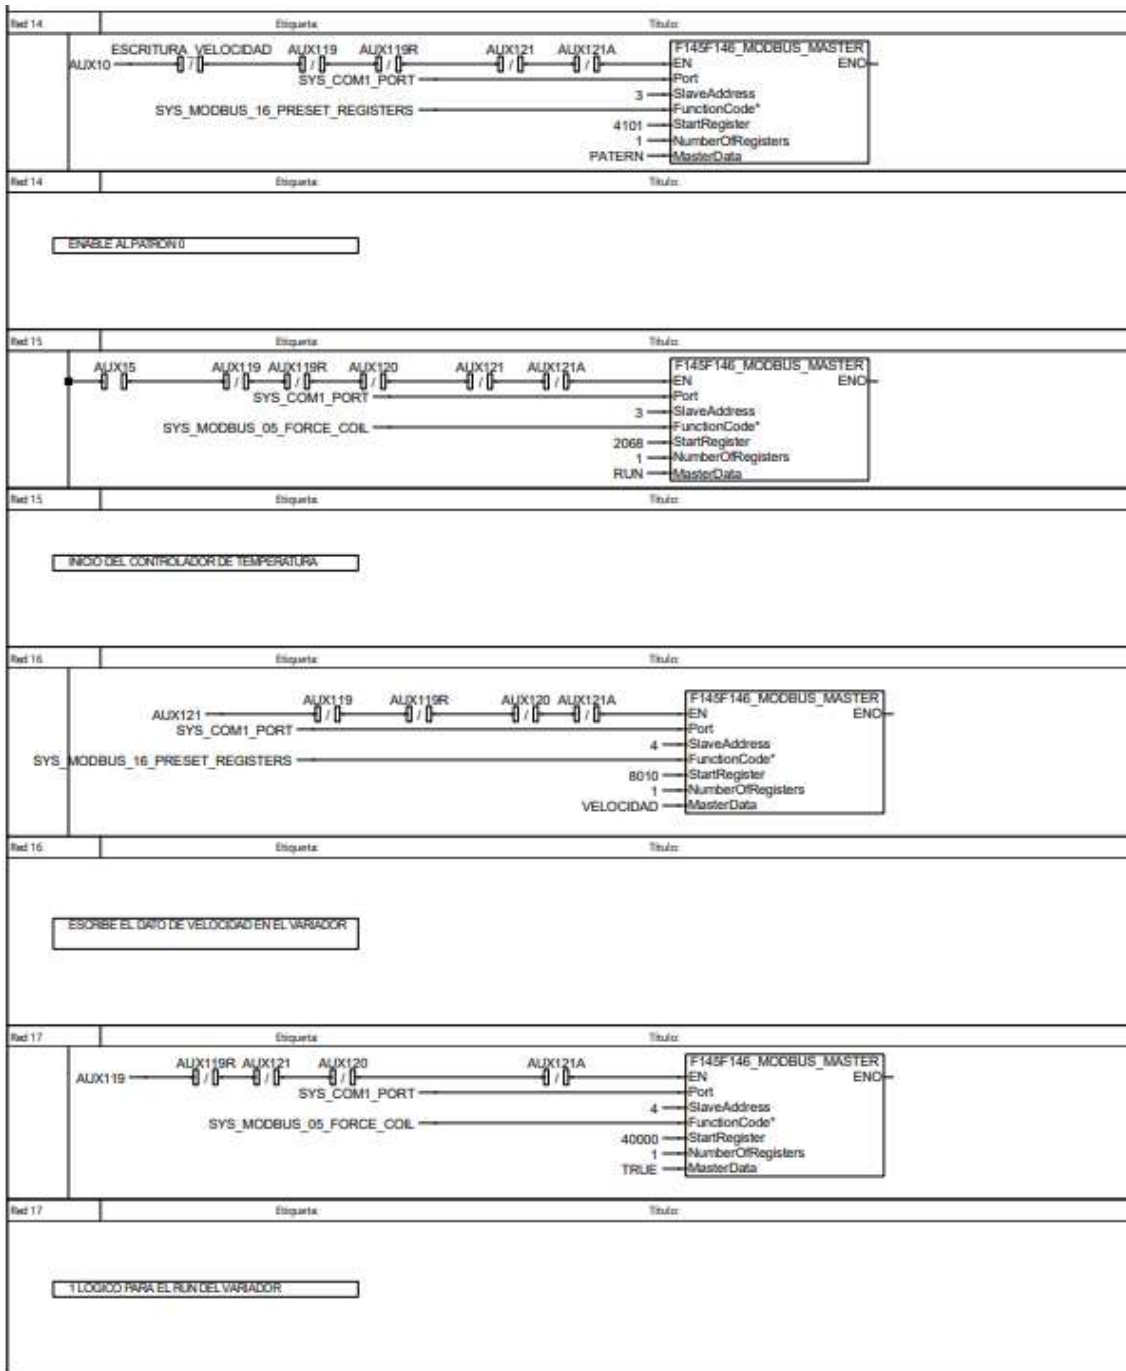 Red 14 Etiqueta: Título:
ESCRITURA_VELOCIDAD AUX119 AUX119R AUX121 AUX121A F145F146_MODBUS_MASTER
AUX10 / / / / / EN ENO
SYS_COM1_PORT Port
3 SlaveAddress
SYS_MODBUS_16_PRESET_REGISTERS FunctionCode*
4101 StartRegister
1 NumberOfRegisters
PATERN MasterData
Red 14 Etiqueta: Título:
ENABLE AL PATRON 0
Red 15 Etiqueta: Título:
AUX15 AUX119 AUX119R AUX120 AUX121 AUX121A F145F146_MODBUS_MASTER
/ / / / / EN ENO
SYS_COM1_PORT Port
3 SlaveAddress
SYS_MODBUS_05_FORCE_COIL FunctionCode*
2068 StartRegister
1 NumberOfRegisters
RUN MasterData
Red 15 Etiqueta: Título:
INICIO DEL CONTROLADOR DE TEMPERATURA
Red 16 Etiqueta: Título:
AUX119 AUX119R AUX120 AUX121A F145F146_MODBUS_MASTER
AUX121 / / / / EN ENO
SYS_COM1_PORT Port
4 SlaveAddress
SYS_MODBUS_16_PRESET_REGISTERS FunctionCode*
8010 StartRegister
1 NumberOfRegisters
VELOCIDAD MasterData
Red 16 Etiqueta: Título:
ESCRIBE EL DATO DE VELOCIDAD EN EL VARIADOR
Red 17 Etiqueta: Título:
AUX119R AUX121 AUX120 AUX121A F145F146_MODBUS_MASTER
AUX119 / / / / EN ENO
SYS_COM1_PORT Port
4 SlaveAddress
SYS_MODBUS_05_FORCE_COIL FunctionCode*
40000 StartRegister
1 NumberOfRegisters
TRUE MasterData
Red 17 Etiqueta: Título:
1 LOGICO PARA EL RUN DEL VARIADOR